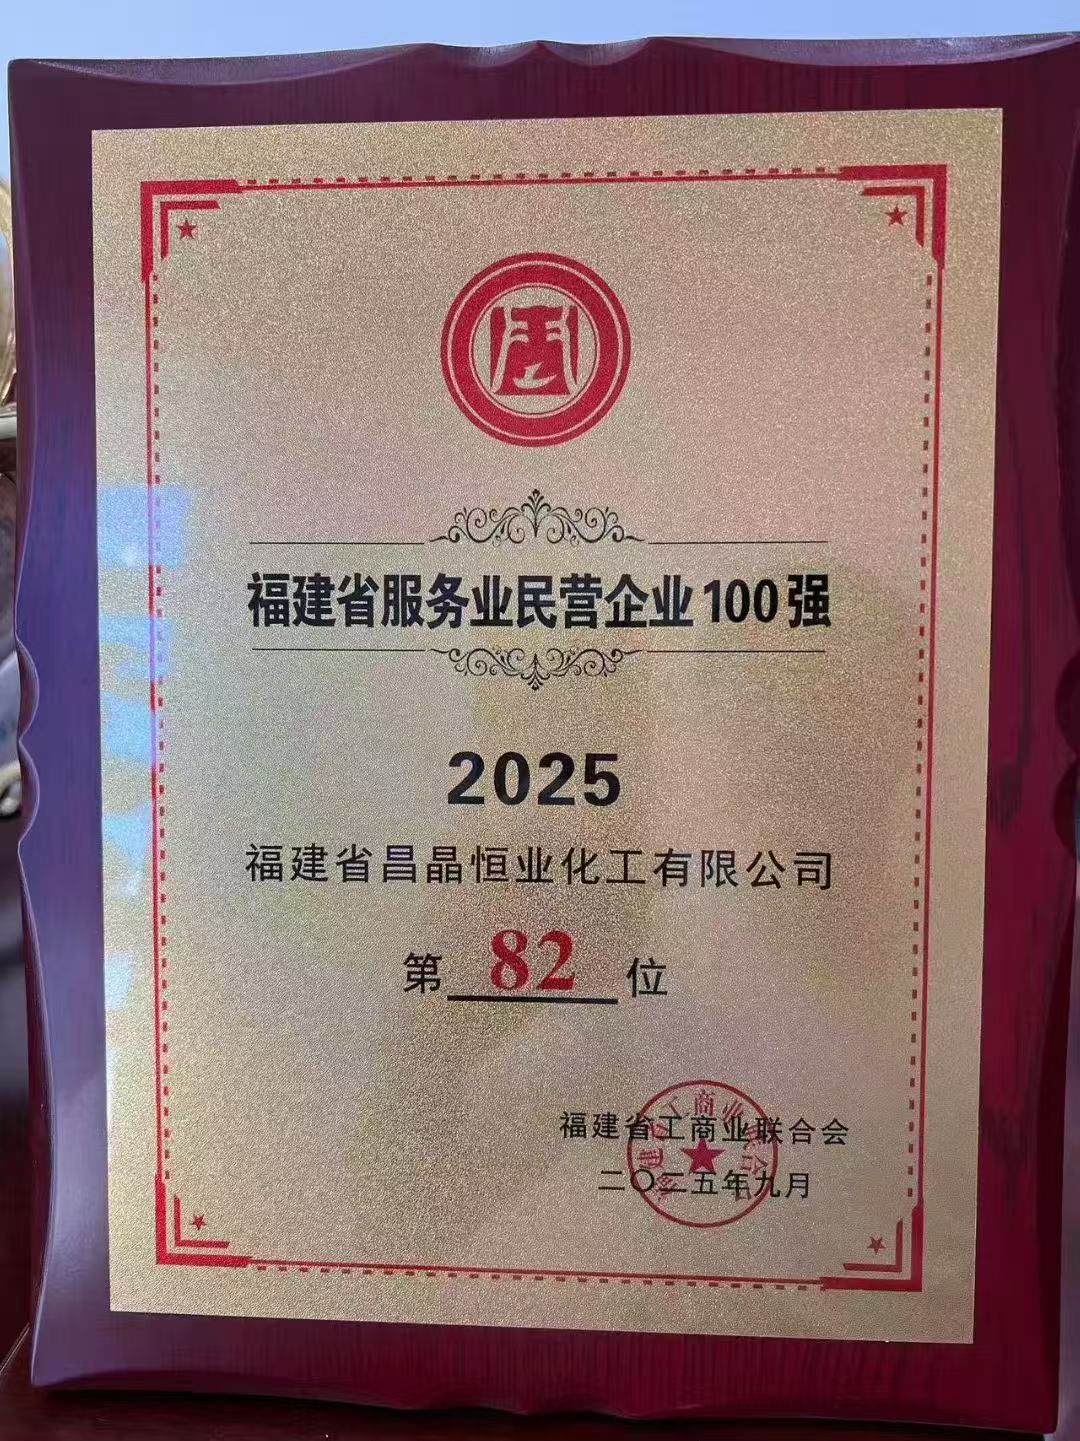 福建省服务业民营企业100强
2025
福建省昌晶恒业化工有限公司
第82位
福建省工商业联合会
二〇二五年九月